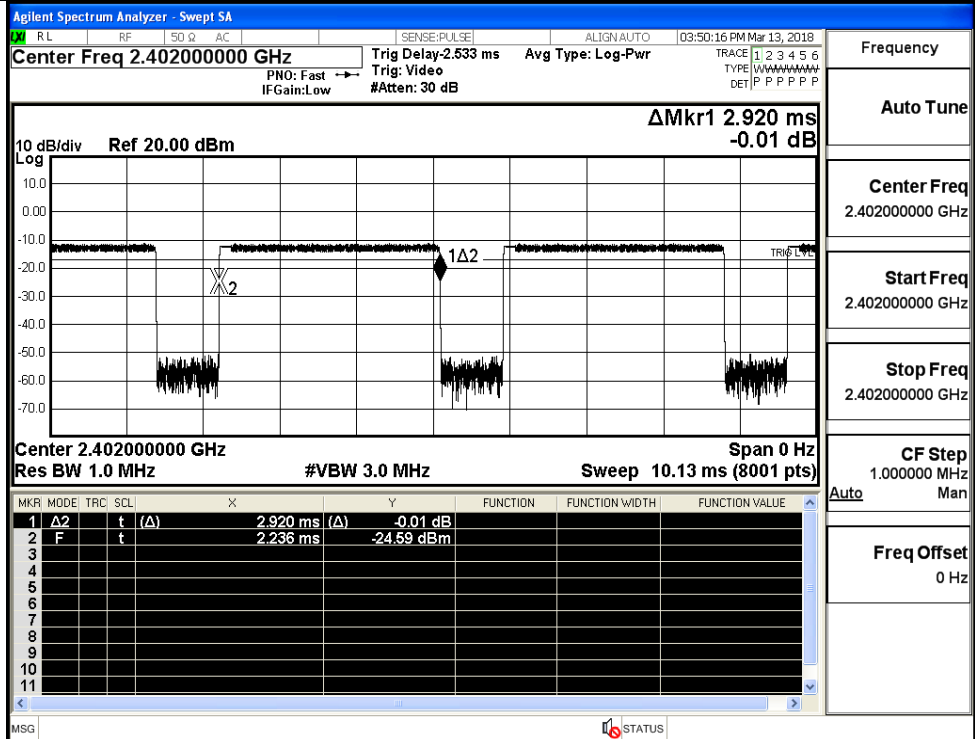 Agilent Spectrum Analyzer - Swept SA
LXI RL RF 50 Ω AC SENSE:PULSE ALIGN AUTO 03:50:16 PM Mar 13, 2018
Center Freq 2.402000000 GHz
PNO: Fast
IFGain:Low
Trig Delay-2.533 ms
Trig: Video
#Atten: 30 dB
Avg Type: Log-Pwr
TRACE 1 2 3 4 5 6
TYPE WWWWWW
DET P P P P P P
ΔMkr1 2.920 ms
-0.01 dB
10 dB/div Ref 20.00 dBm
Log
10.0
0.00
-10.0
-20.0
-30.0
-40.0
-50.0
-60.0
-70.0
TRIG LVL
1Δ2
2
Center 2.402000000 GHz Span 0 Hz
Res BW 1.0 MHz #VBW 3.0 MHz Sweep 10.13 ms (8001 pts)
MKR MODE TRC SCL X Y FUNCTION FUNCTION WIDTH FUNCTION VALUE
1 Δ2 t (Δ) 2.920 ms (Δ) -0.01 dB
2 F t 2.236 ms -24.59 dBm
3
4
5
6
7
8
9
10
11
MSG STATUS
Frequency
Auto Tune
Center Freq
2.402000000 GHz
Start Freq
2.402000000 GHz
Stop Freq
2.402000000 GHz
CF Step
1.000000 MHz
Auto Man
Freq Offset
0 Hz